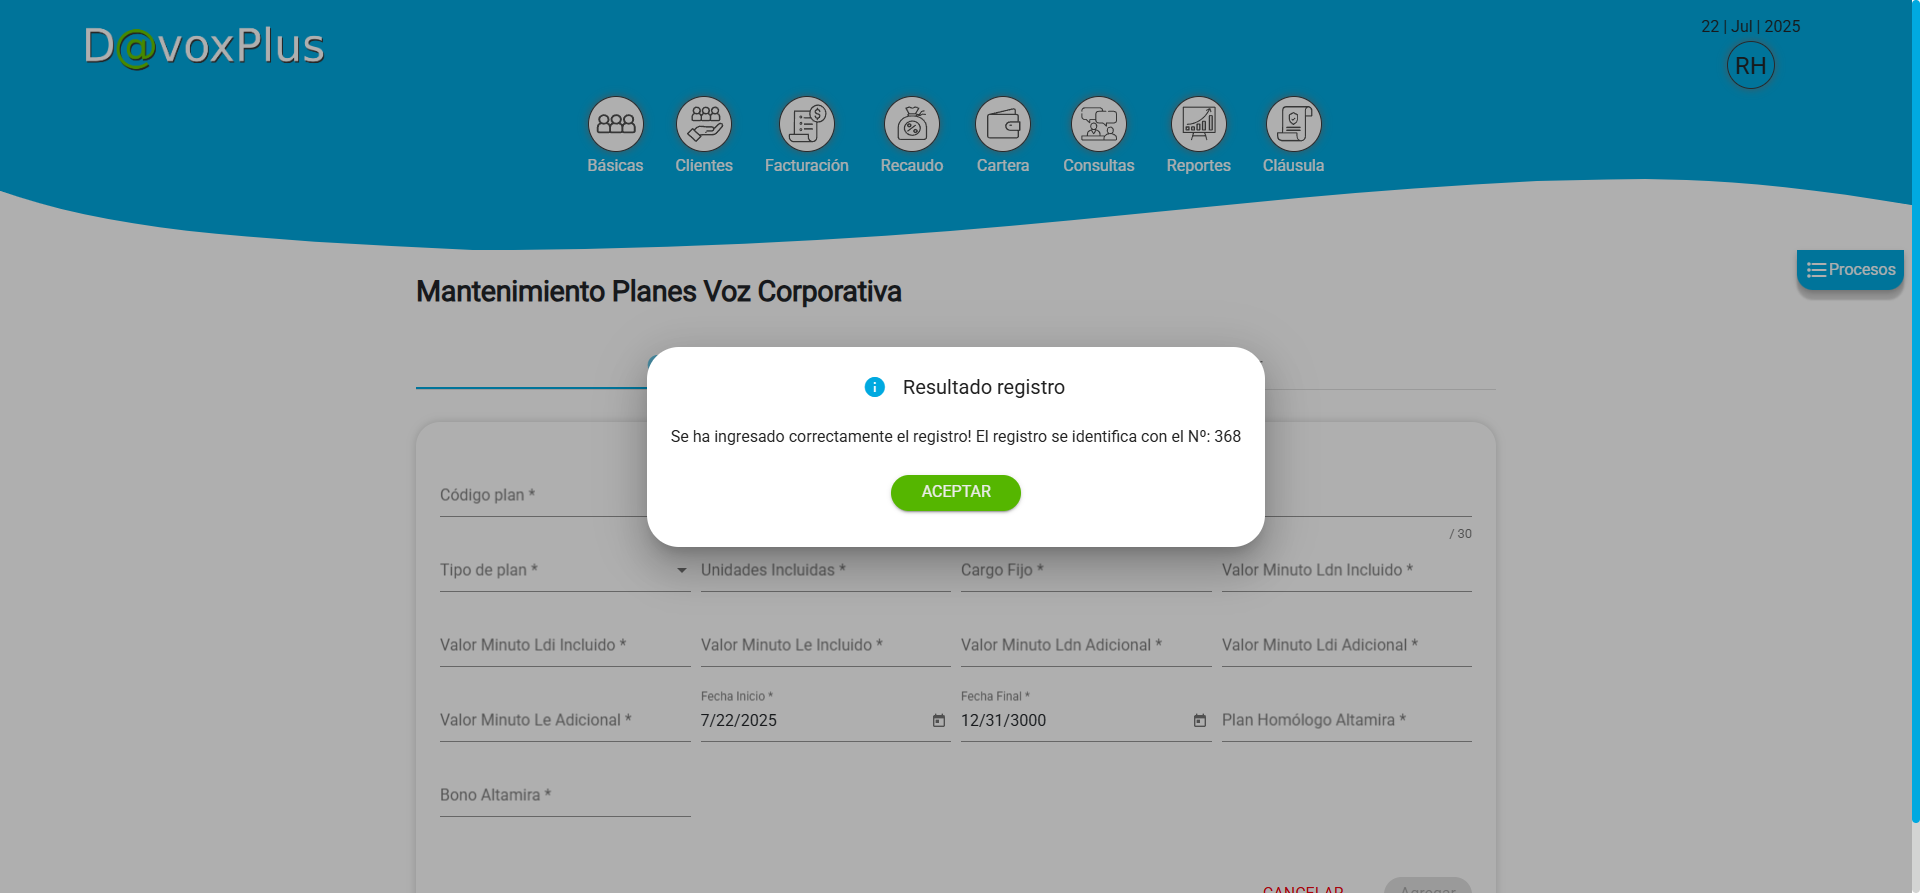 D@voxPlus
22 | Jul | 2025
RH
Básicas
Clientes
Facturación
Recaudo
Cartera
Consultas
Reportes
Cláusula
Procesos
Mantenimiento Planes Voz Corporativa
Resultado registro
Se ha ingresado correctamente el registro! El registro se identifica con el Nº: 368
ACEPTAR
Código plan *
/ 30
Tipo de plan *
Unidades Incluidas *
Cargo Fijo *
Valor Minuto Ldn Incluido *
Valor Minuto Ldi Incluido *
Valor Minuto Le Incluido *
Valor Minuto Ldn Adicional *
Valor Minuto Ldi Adicional *
Valor Minuto Le Adicional *
Fecha Inicio *
7/22/2025
Fecha Final *
12/31/3000
Plan Homólogo Altamira *
Bono Altamira *
CANCELAR
Agregar